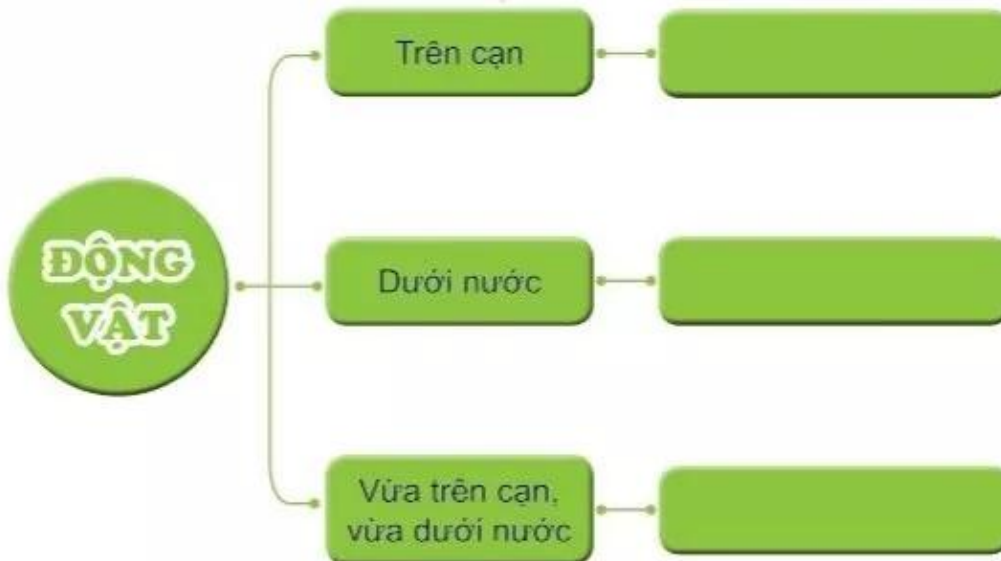 Trên cạn
ĐỘNG
VẬT
Dưới nước
Vừa trên cạn,
vừa dưới nước